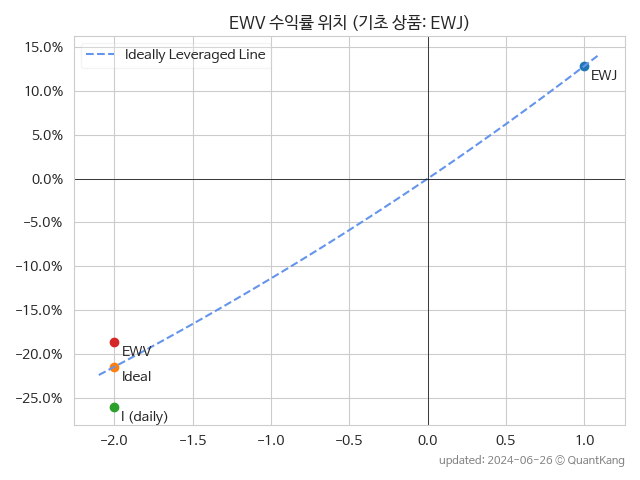 EWV 수익률 위치 (기초 상품: EWJ)
Ideally Leveraged Line
15.0%
10.0%
5.0%
0.0%
−5.0%
−10.0%
−15.0%
−20.0%
−25.0%
EWJ
EWV
Ideal
I (daily)
−2.0
−1.5
−1.0
−0.5
0.0
0.5
1.0
updated: 2024-06-26 © QuantKang